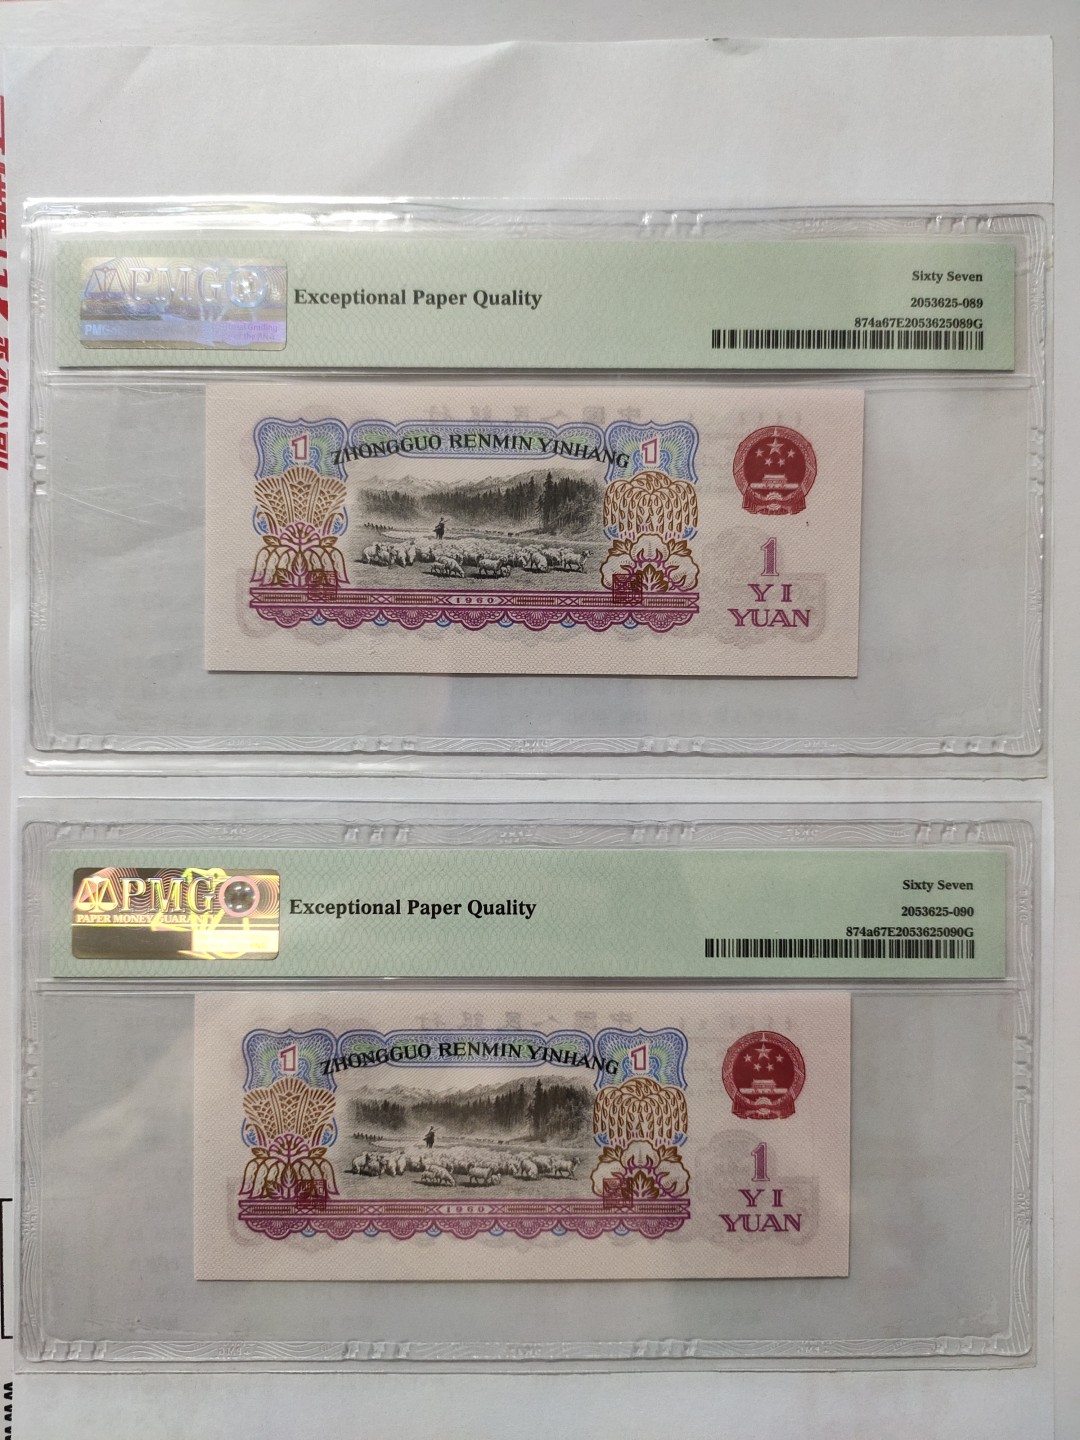 PMG
Exceptional Paper Quality
Sixty Seven
2053625-089
874a67E2053625089G
1
ZHONGGUO RENMIN YINHANG
1
1960
1
YI
YUAN
PMG
PAPER MONEY GUARANTY
Exceptional Paper Quality
Sixty Seven
2053625-090
874a67E2053625090G
1
ZHONGGUO RENMIN YINHANG
1
1960
1
YI
YUAN